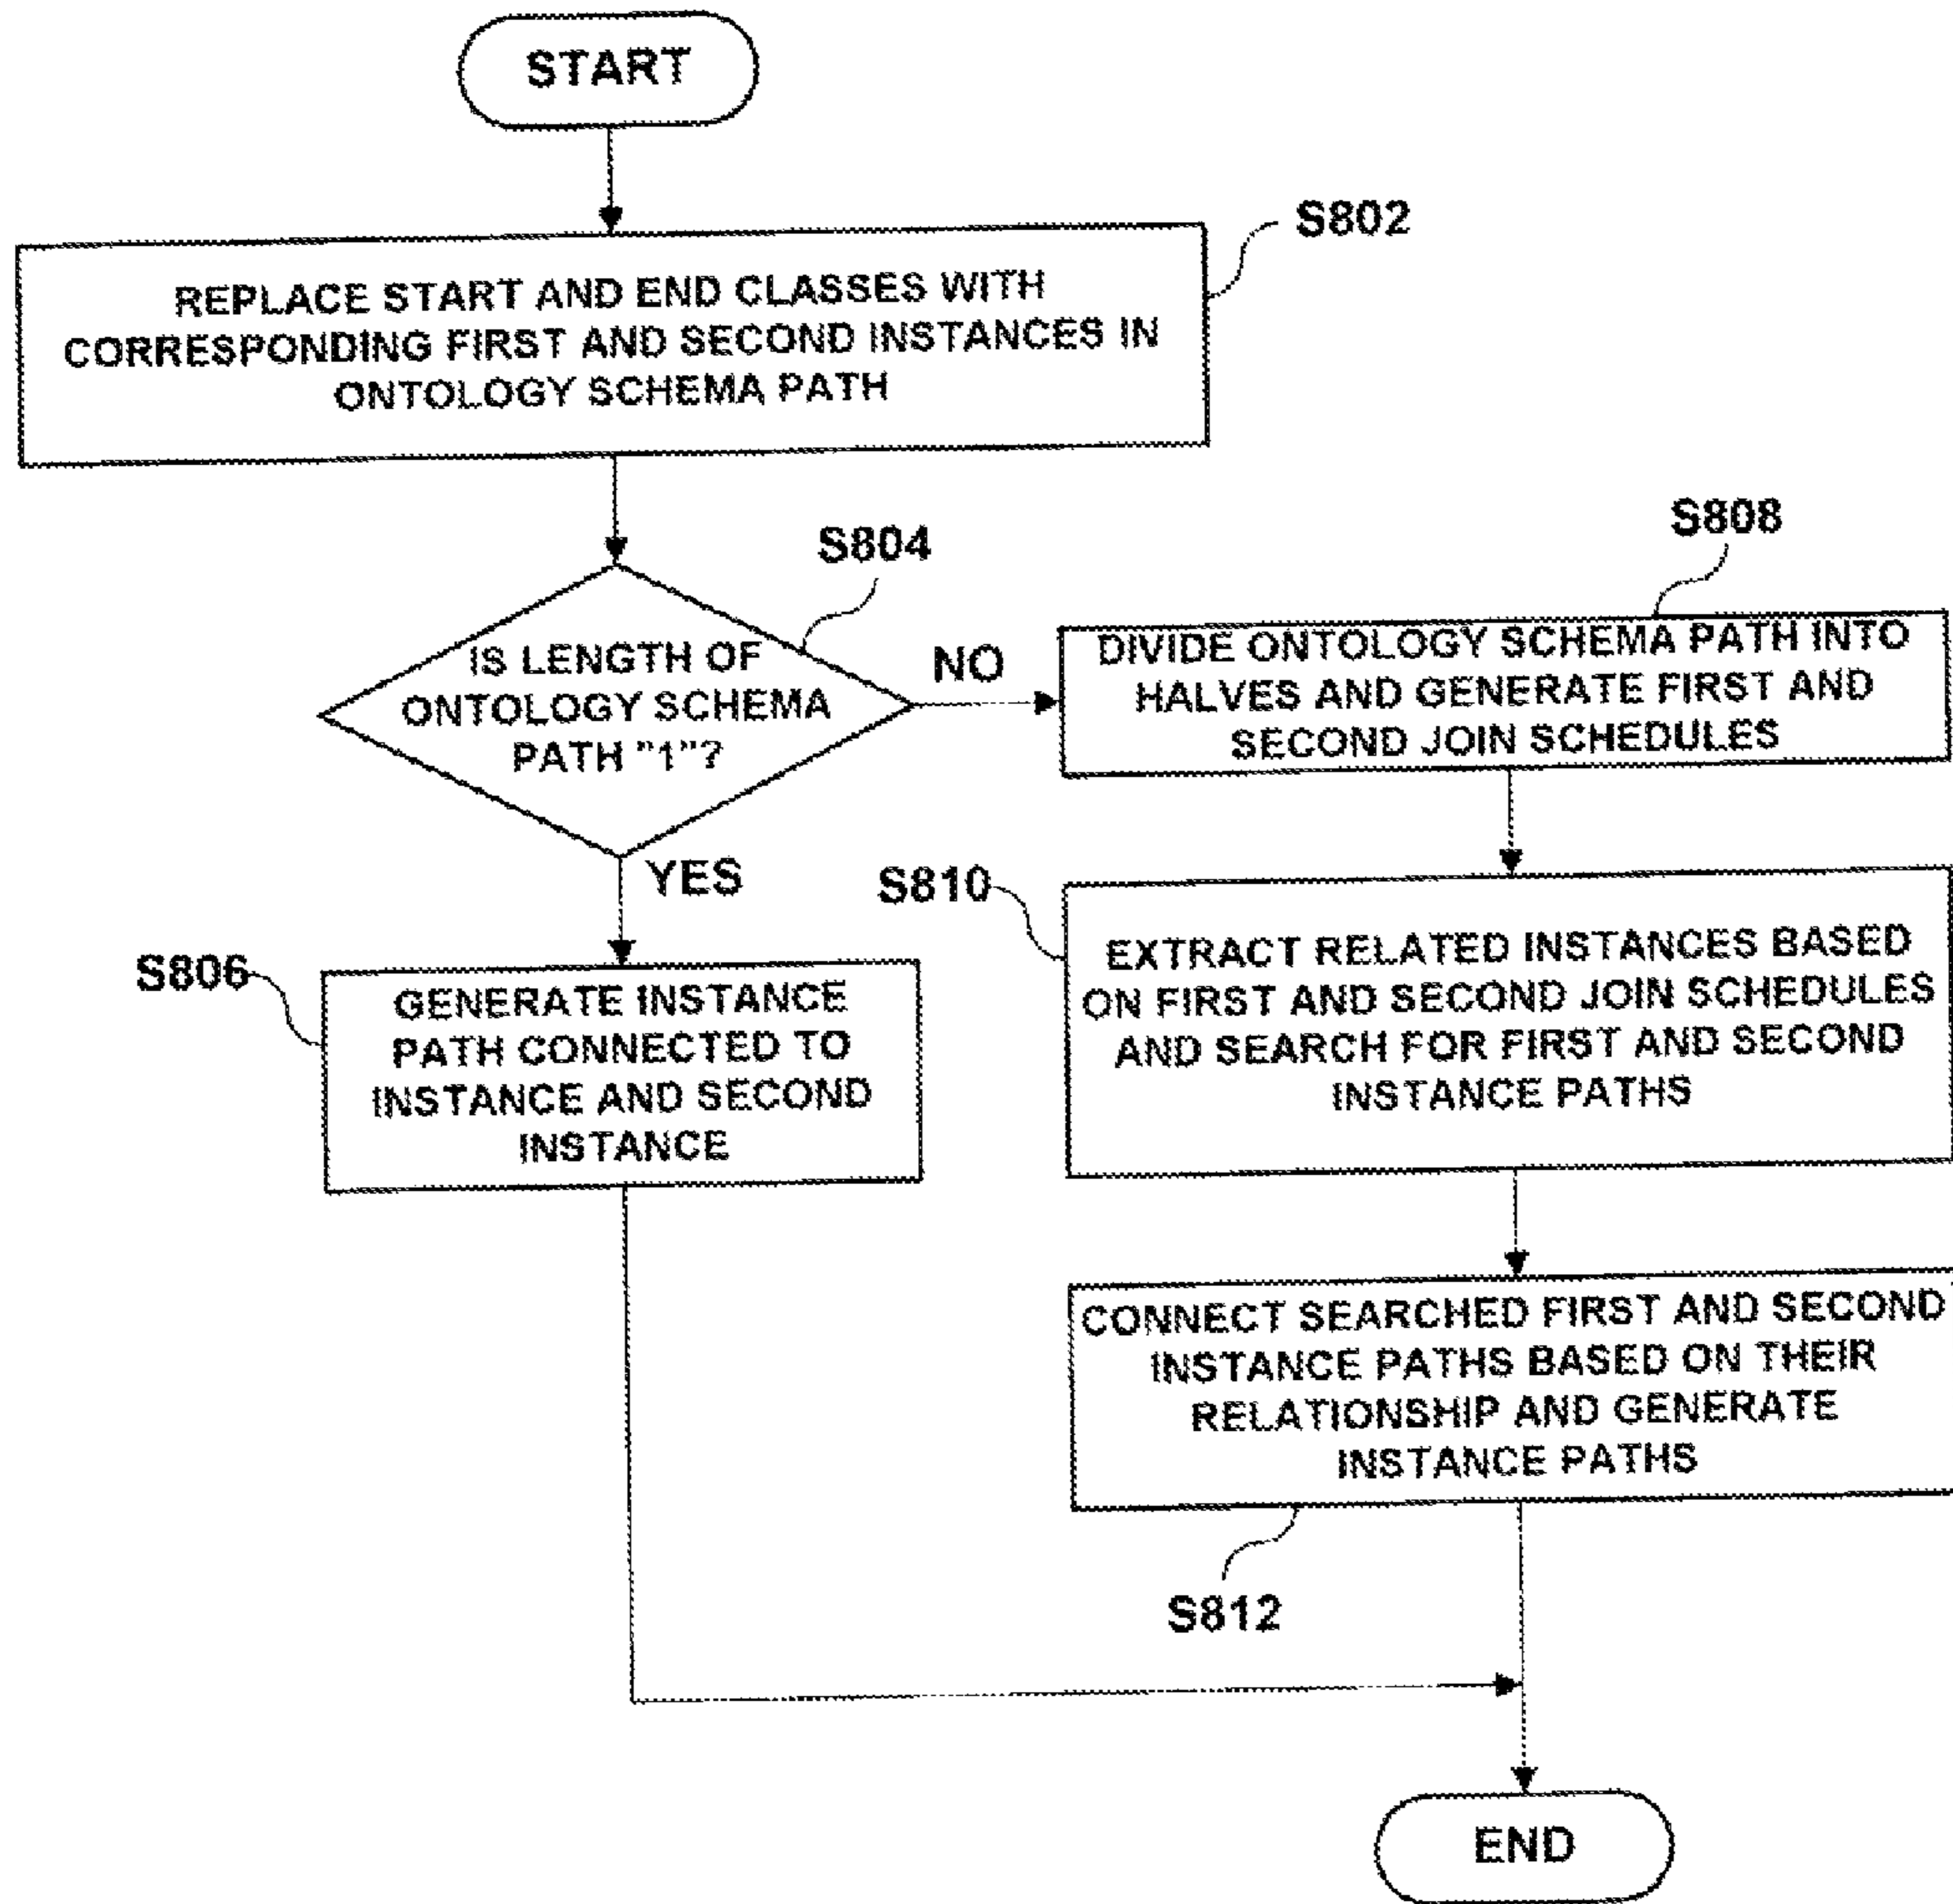 START
S802
REPLACE START AND END CLASSES WITH
CORRESPONDING FIRST AND SECOND INSTANCES IN
ONTOLOGY SCHEMA PATH
S804
IS LENGTH OF
ONTOLOGY SCHEMA
PATH "1"?
NO
YES
S806
GENERATE INSTANCE
PATH CONNECTED TO
INSTANCE AND SECOND
INSTANCE
S808
DIVIDE ONTOLOGY SCHEMA PATH INTO
HALVES AND GENERATE FIRST AND
SECOND JOIN SCHEDULES
S810
EXTRACT RELATED INSTANCES BASED
ON FIRST AND SECOND JOIN SCHEDULES
AND SEARCH FOR FIRST AND SECOND
INSTANCE PATHS
CONNECT SEARCHED FIRST AND SECOND
INSTANCE PATHS BASED ON THEIR
RELATIONSHIP AND GENERATE
INSTANCE PATHS
S812
END